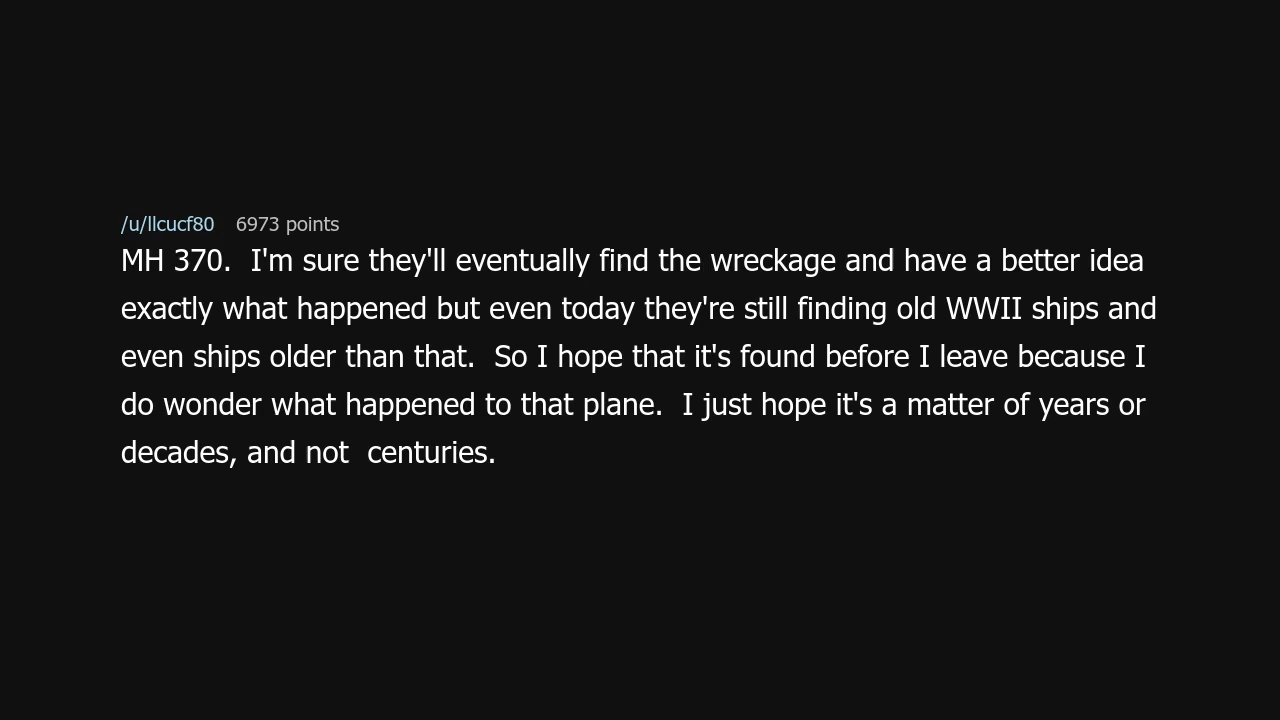 /u/llcucf80 6973 points
MH 370.  I'm sure they'll eventually find the wreckage and have a better idea
exactly what happened but even today they're still finding old WWII ships and
even ships older than that.  So I hope that it's found before I leave because I
do wonder what happened to that plane.  I just hope it's a matter of years or
decades, and not  centuries.